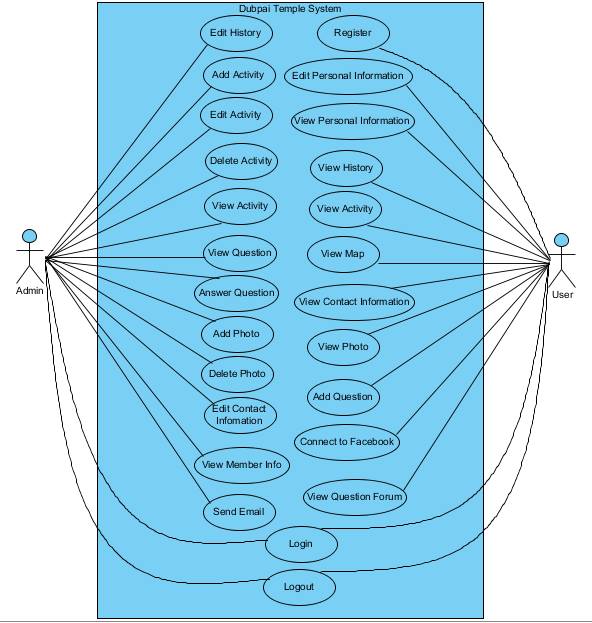 Dubpai Temple System
Edit History
Register
Add Activity
Edit Personal Information
Edit Activity
View Personal Information
Delete Activity
View History
View Activity
View Activity
View Question
View Map
Answer Question
View Contact Information
Admin
User
Add Photo
View Photo
Delete Photo
Add Question
Edit Contact
Infomation
Connect to Facebook
View Member Info
View Question Forum
Send Email
Login
Logout